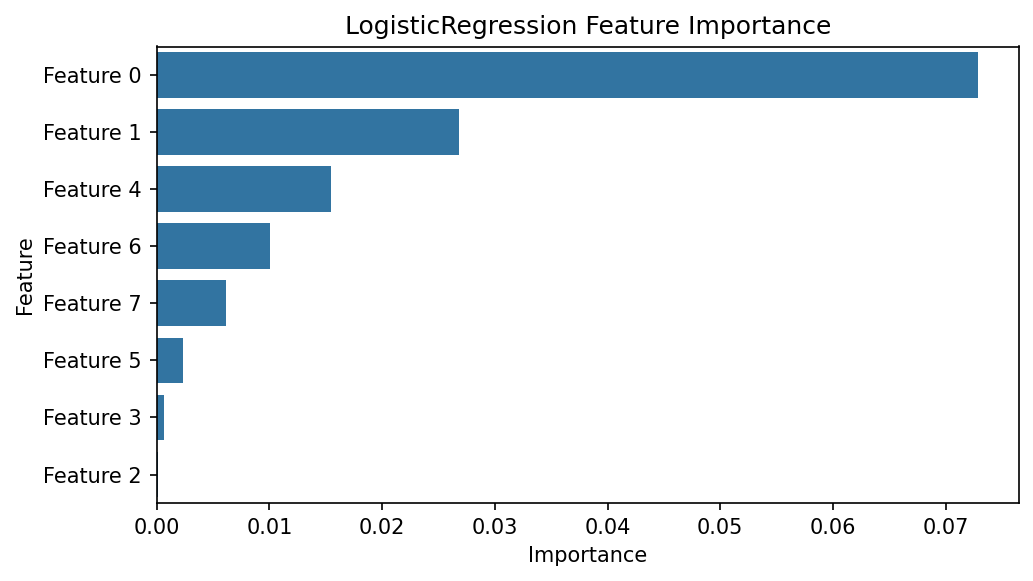 LogisticRegression Feature Importance
Feature
Feature 0
Feature 1
Feature 4
Feature 6
Feature 7
Feature 5
Feature 3
Feature 2
0.00 0.01 0.02 0.03 0.04 0.05 0.06 0.07
Importance